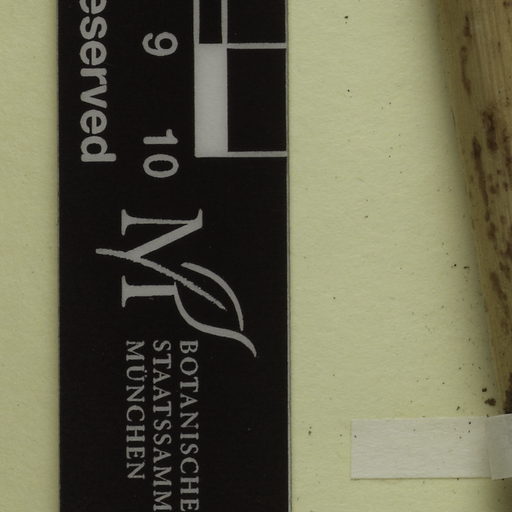 eserved
9
10
M
BOTANISCHE
STAATSSAMM
MÜNCHEN